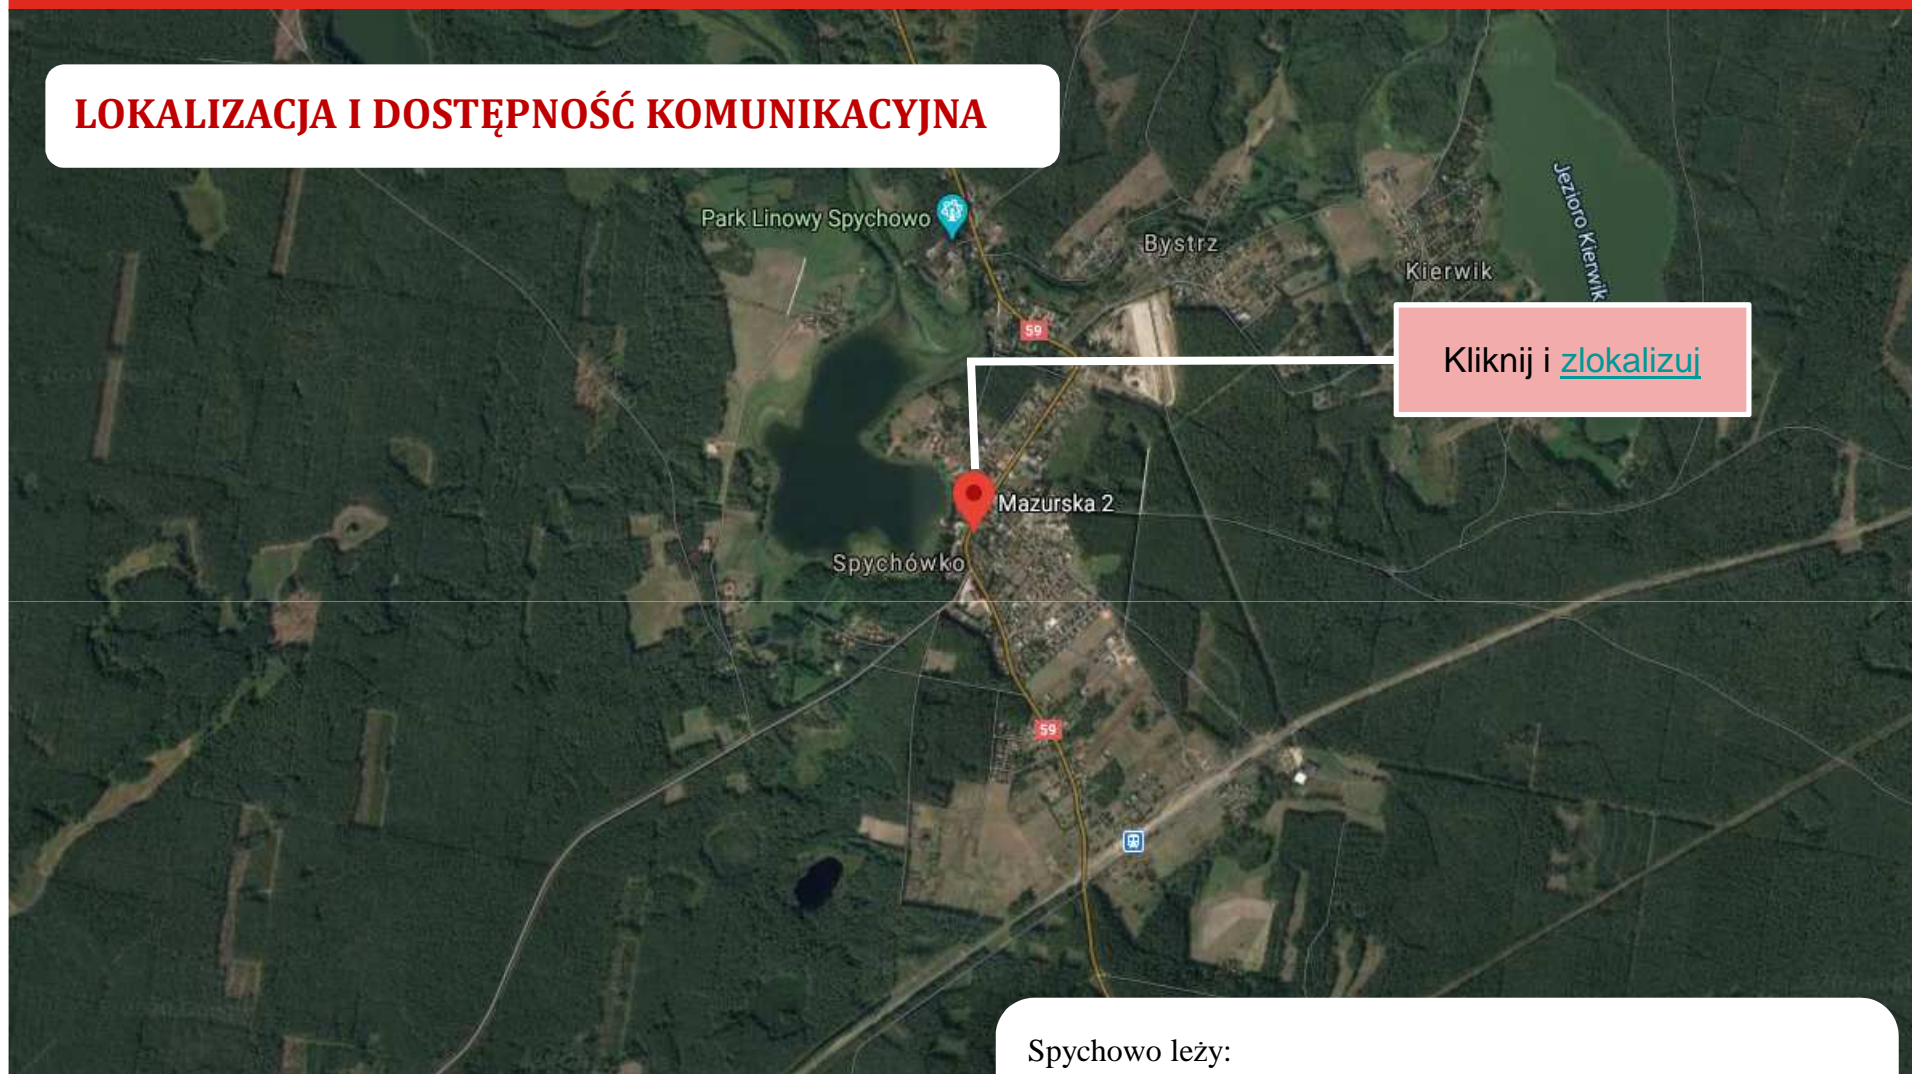 LOKALIZACJA I DOSTĘPNOŚĆ KOMUNIKACYJNA
Park Linowy Spychowo
Bystrz
Kierwik
Jezioro Kierwik
59
Kliknij i zlokalizuj
Mazurska 2
Spychówko
59
Spychowo leży: